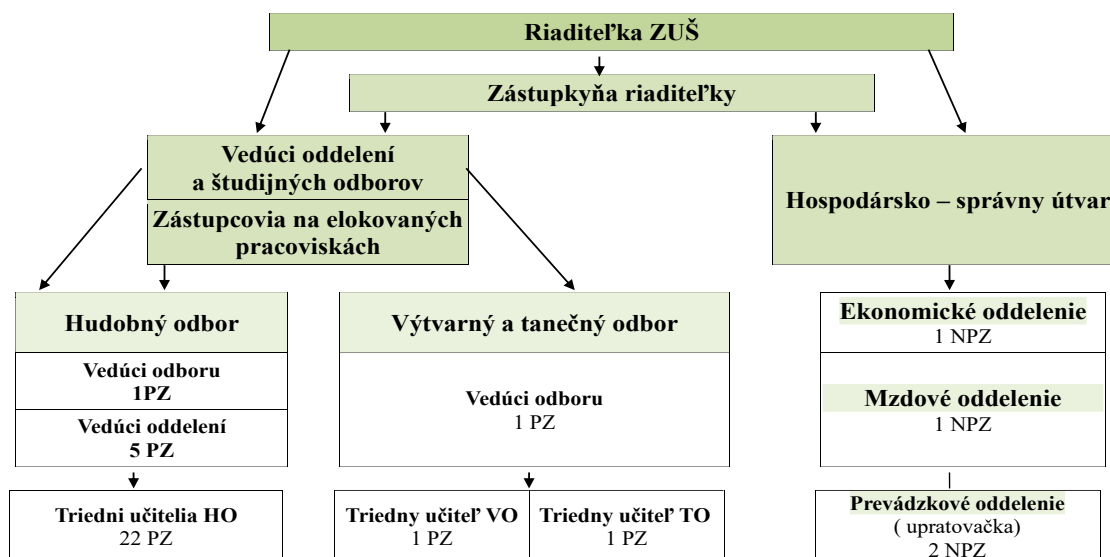 Riaditeľka ZUŠ
Zástupkyňa riaditeľky
Vedúci oddelení
a študijných odborov
Zástupcovia na elokovaných
pracoviskách
Hospodársko – správny útvar
Hudobný odbor
Vedúci odboru
1PZ
Vedúci oddelení
5 PZ
Triedni učitelia HO
22 PZ
Výtvarný a tanečný odbor
Vedúci odboru
1 PZ
Triedny učiteľ VO
1 PZ
Triedny učiteľ TO
1 PZ
Ekonomické oddelenie
1 NPZ
Mzdové oddelenie
1 NPZ
Prevádzkové oddelenie
( upratovačka)
2 NPZ